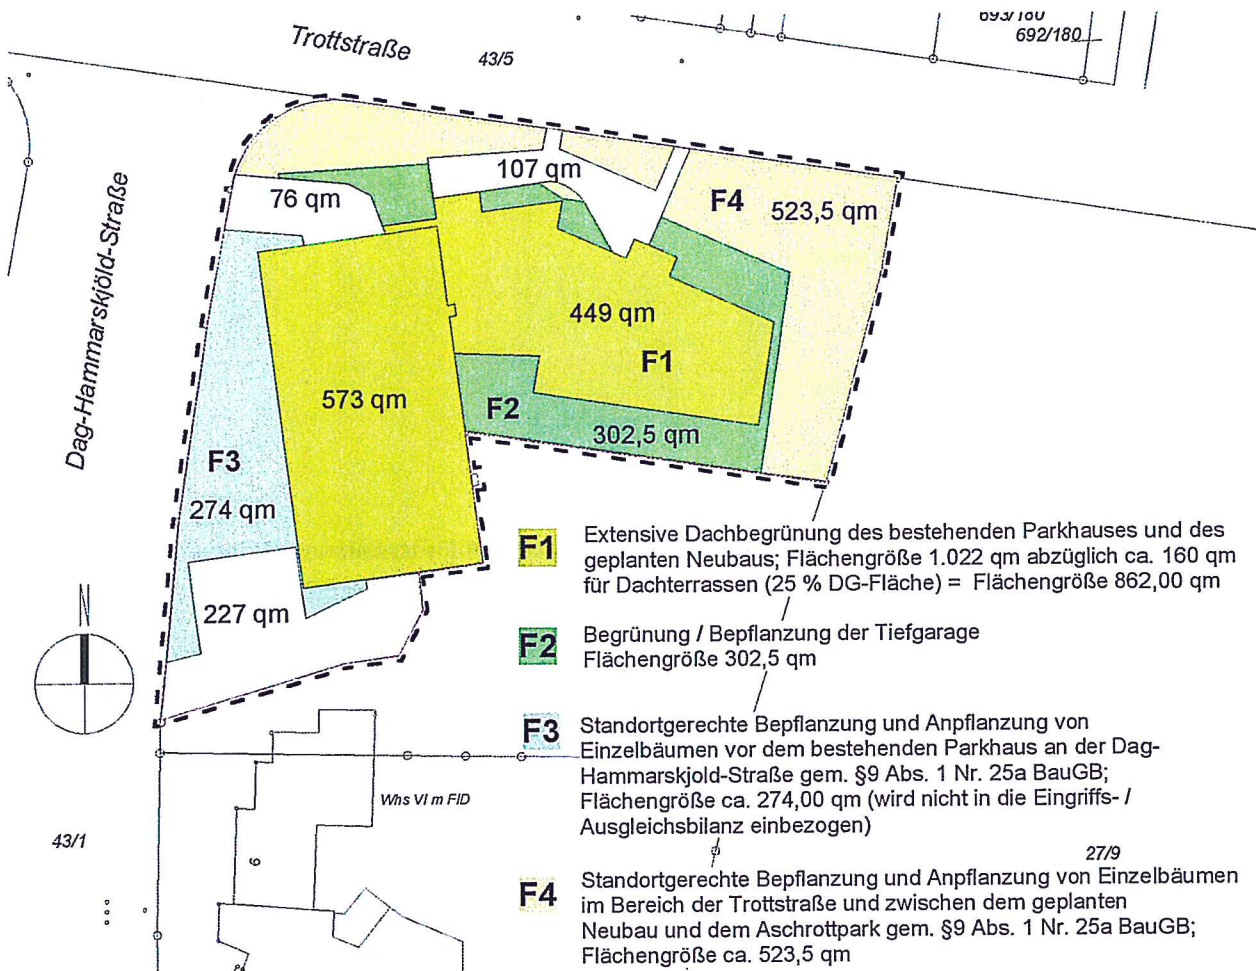 693/180
692/180
Trottstraße
43/5
Dag-Hammarskjöld-Straße
107 qm
76 qm
F4
523,5 qm
449 qm
F1
573 qm
F2
302,5 qm
F3
274 qm
227 qm
F1
Extensive Dachbegrünung des bestehenden Parkhauses und des
geplanten Neubaus; Flächengröße 1.022 qm abzüglich ca. 160 qm
für Dachterrassen (25 % DG-Fläche) = Flächengröße 862,00 qm
F2
Begrünung / Bepflanzung der Tiefgarage
Flächengröße 302,5 qm
F3
Standortgerechte Bepflanzung und Anpflanzung von
Einzelbäumen vor dem bestehenden Parkhaus an der Dag-
Hammarskjold-Straße gem. §9 Abs. 1 Nr. 25a BauGB;
Flächengröße ca. 274,00 qm (wird nicht in die Eingriffs- /
Ausgleichsbilanz einbezogen)
Whs VI m FlD
43/1
6
27/9
F4
Standortgerechte Bepflanzung und Anpflanzung von Einzelbäumen
im Bereich der Trottstraße und zwischen dem geplanten
Neubau und dem Aschrottpark gem. §9 Abs. 1 Nr. 25a BauGB;
Flächengröße ca. 523,5 qm